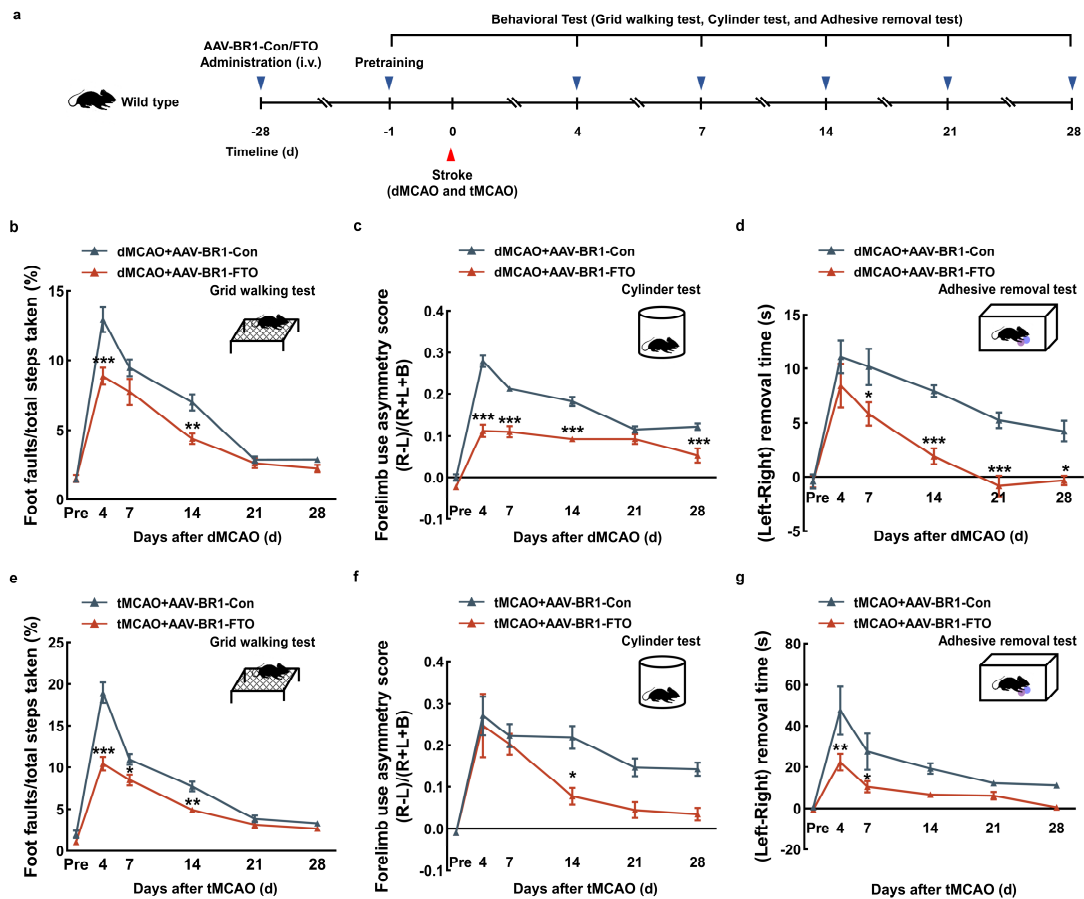 a
Behavioral Test (Grid walking test, Cylinder test, and Adhesive removal test)
AAV-BR1-Con/FTO
Administration (i.v.)
Pretraining
Wild type
-28
-1
0
4
7
14
21
28
Timeline (d)
Stroke
(dMCAO and tMCAO)
b
dMCAO+AAV-BR1-Con
dMCAO+AAV-BR1-FTO
Grid walking test
Foot faults/total steps taken (%)
15
10
5
0
***
**
Pre 4 7 14 21 28
Days after dMCAO (d)
c
dMCAO+AAV-BR1-Con
dMCAO+AAV-BR1-FTO
Cylinder test
Forelimb use asymmetry score
(R-L)/(R+L+B)
0.4
0.3
0.2
0.1
0.0
-0.1
*** *** *** ***
Pre 4 7 14 21 28
Days after dMCAO (d)
d
dMCAO+AAV-BR1-Con
dMCAO+AAV-BR1-FTO
Adhesive removal test
(Left-Right) removal time (s)
15
10
5
0
-5
* *** *** *
Pre 4 7 14 21 28
Days after dMCAO (d)
e
tMCAO+AAV-BR1-Con
tMCAO+AAV-BR1-FTO
Grid walking test
Foot faults/total steps taken (%)
25
20
15
10
5
0
*** * **
Pre 4 7 14 21 28
Days after tMCAO (d)
f
tMCAO+AAV-BR1-Con
tMCAO+AAV-BR1-FTO
Cylinder test
Forelimb use asymmetry score
(R-L)/(R+L+B)
0.4
0.3
0.2
0.1
0.0
-0.1
*
Pre 4 7 14 21 28
Days after tMCAO (d)
g
tMCAO+AAV-BR1-Con
tMCAO+AAV-BR1-FTO
Adhesive removal test
(Left-Right) removal time (s)
80
60
40
20
0
-20
** *
Pre 4 7 14 21 28
Days after tMCAO (d)